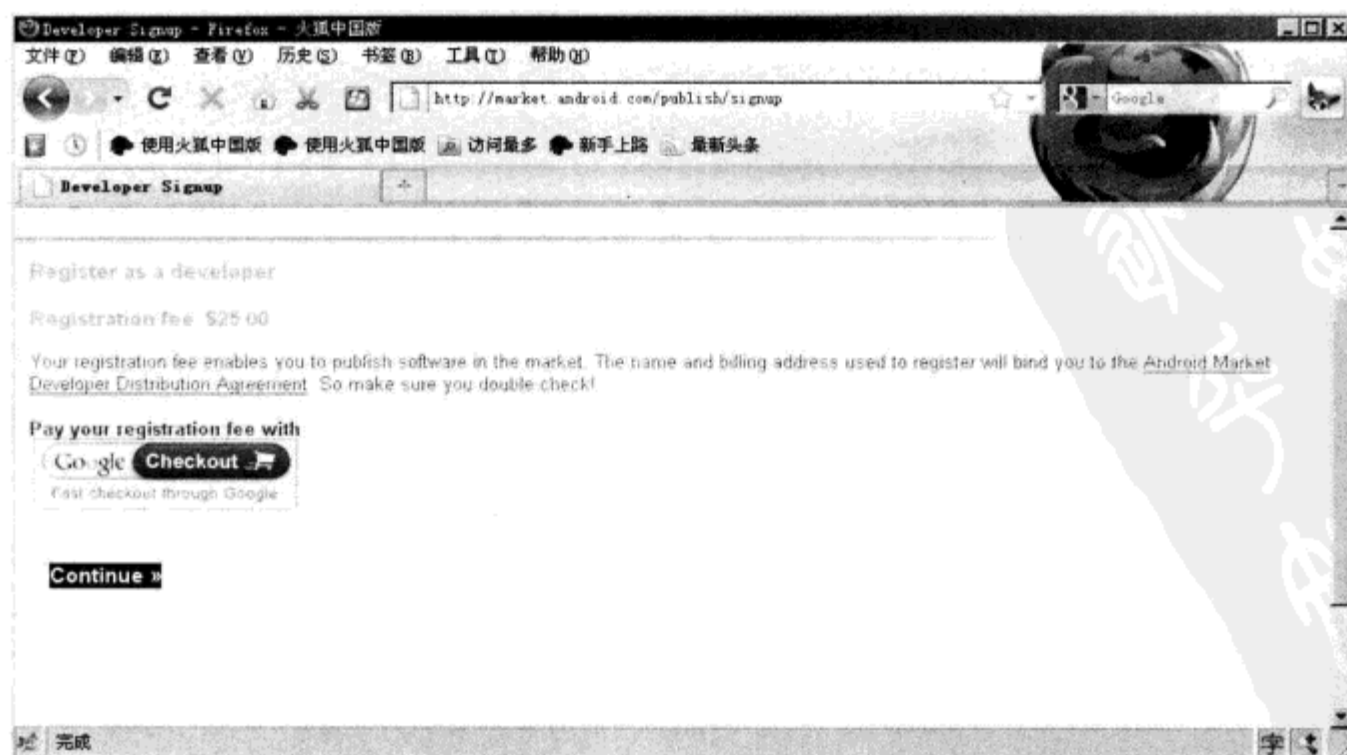 Developer Signup - Firefox - 火狐中国版
文件(F) 编辑(E) 查看(V) 历史(S) 书签(B) 工具(T) 帮助(H)
http://market.android.com/publish/signup
Google
使用火狐中国版 使用火狐中国版 访问最多 新手上路 最新头条
Developer Signup
Register as a developer
Registration fee $25.00
Your registration fee enables you to publish software in the market. The name and billing address used to register will bind you to the Android Market
Developer Distribution Agreement. So make sure you double check!
Pay your registration fee with
Google Checkout
Fast checkout through Google
Continue »
完成